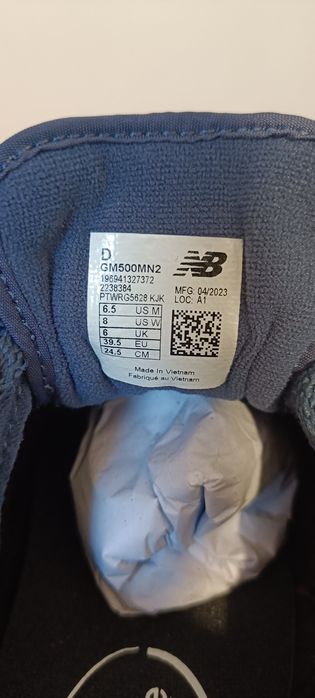 D
GM500MN2
196941327372
2238384
PTWRG5628 KJK
MFG: 04/2023
LOC: A1
NB
6.5 US M
8 US W
6 UK
39.5 EU
24.5 CM
Made In Vietnam
Fabriqué au Vietnam